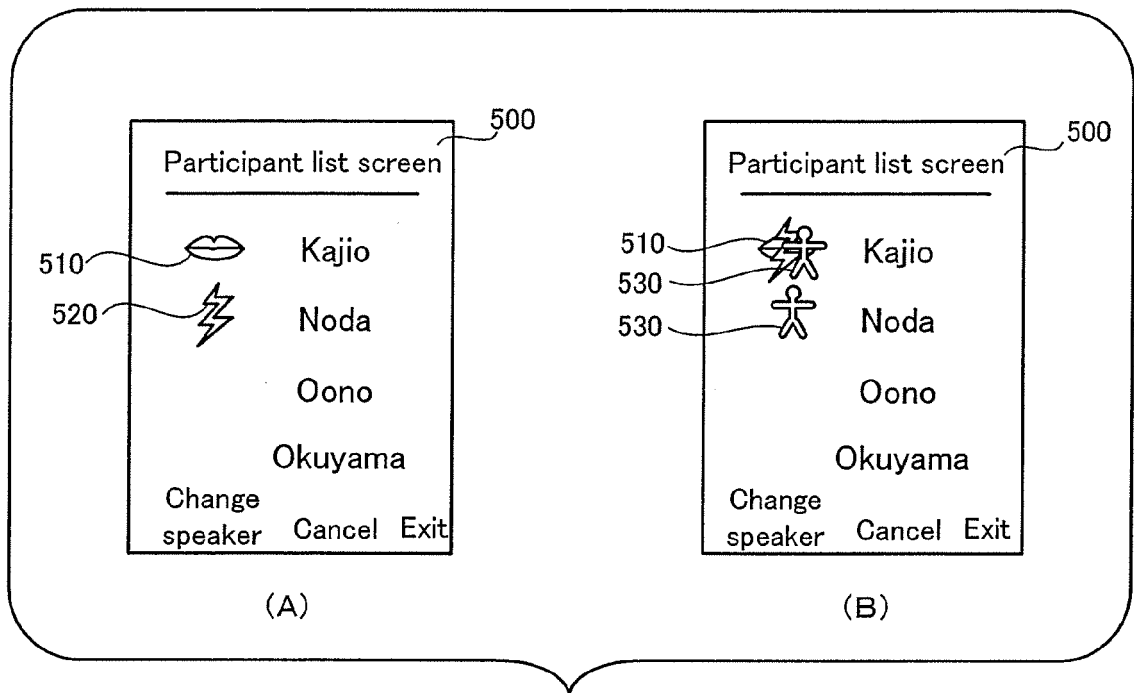 500
Participant list screen
510
Kajio
520
Noda
Oono
Okuyama
Change
speaker
Cancel
Exit
(A)
500
Participant list screen
510
Kajio
530
530
Noda
Oono
Okuyama
Change
speaker
Cancel
Exit
(B)